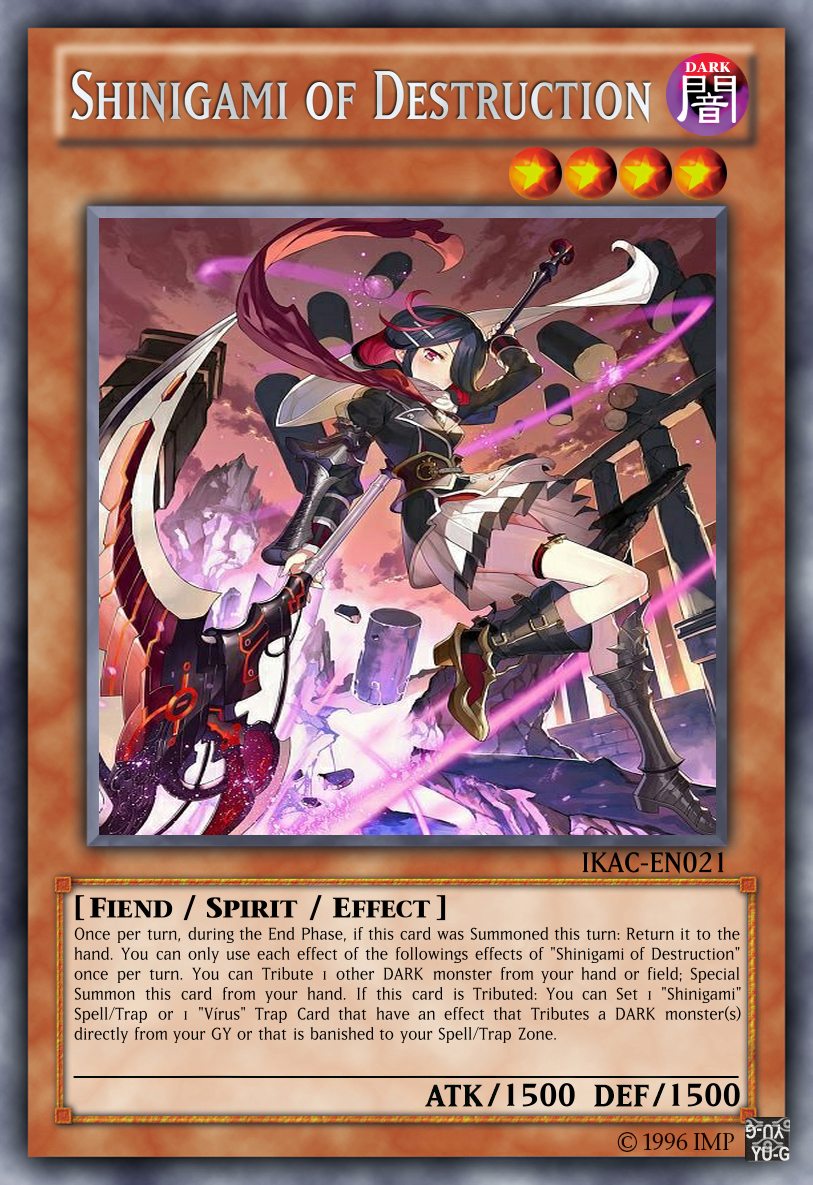 Shinigami of Destruction
DARK
闇
IKAC-EN021
[ Fiend / Spirit / Effect ]
Once per turn, during the End Phase, if this card was Summoned this turn: Return it to the
hand. You can only use each effect of the followings effects of "Shinigami of Destruction"
once per turn. You can Tribute 1 other DARK monster from your hand or field; Special
Summon this card from your hand. If this card is Tributed: You can Set 1 "Shinigami"
Spell/Trap or 1 "Vírus" Trap Card that have an effect that Tributes a DARK monster(s)
directly from your GY or that is banished to your Spell/Trap Zone.
ATK/1500 DEF/1500
© 1996 IMP
YU-G